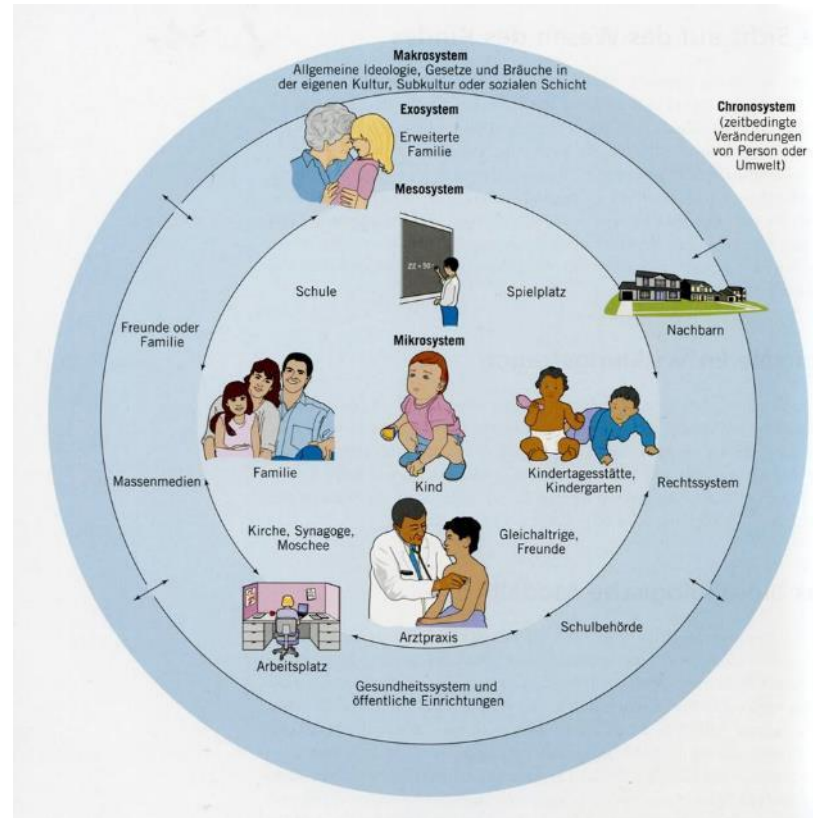 Makrosystem
Allgemeine Ideologie, Gesetze und Bräuche in
der eigenen Kultur, Subkultur oder sozialen Schicht
Chronosystem
(zeitbedingte
Veränderungen
von Person oder
Umwelt)
Exosystem
Erweiterte
Familie
Mesosystem
Schule
Spielplatz
Freunde oder
Familie
Nachbarn
Mikrosystem
Familie
Kind
Kindertagesstätte,
Kindergarten
Massenmedien
Rechtssystem
Kirche, Synagoge,
Moschee
Gleichaltrige,
Freunde
Arztpraxis
Schulbehörde
Arbeitsplatz
Gesundheitssystem und
öffentliche Einrichtungen